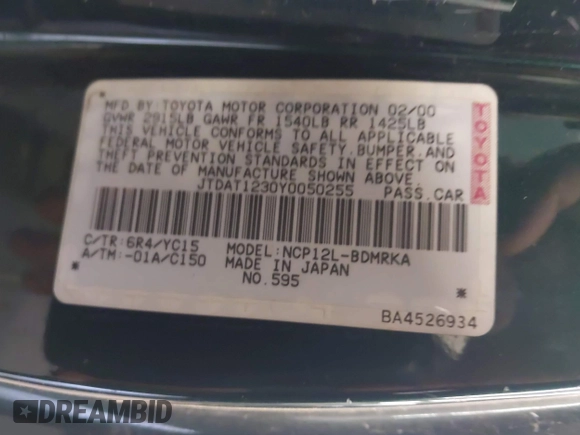 MFD.BY:TOYOTA MOTOR CORPORATION 02/00
GVWR 2915LB GAWR FR 1540LB RR 1425LB
THIS VEHICLE CONFORMS TO ALL APPLICABLE
FEDERAL MOTOR VEHICLE SAFETY.BUMPER.AND
THEFT PREVENTION STANDARDS IN EFFECT ON
THE DATE OF MANUFACTURE SHOWN ABOVE.
JTDAT1230Y0050255 PASS.CAR
TOYOTA
C/TR:6R4/YC15 MODEL:NCP12L-BDMRKA
A/TM:-01A/C150 MADE IN JAPAN
NO.595
*
*
BA4526934
DREAMBID